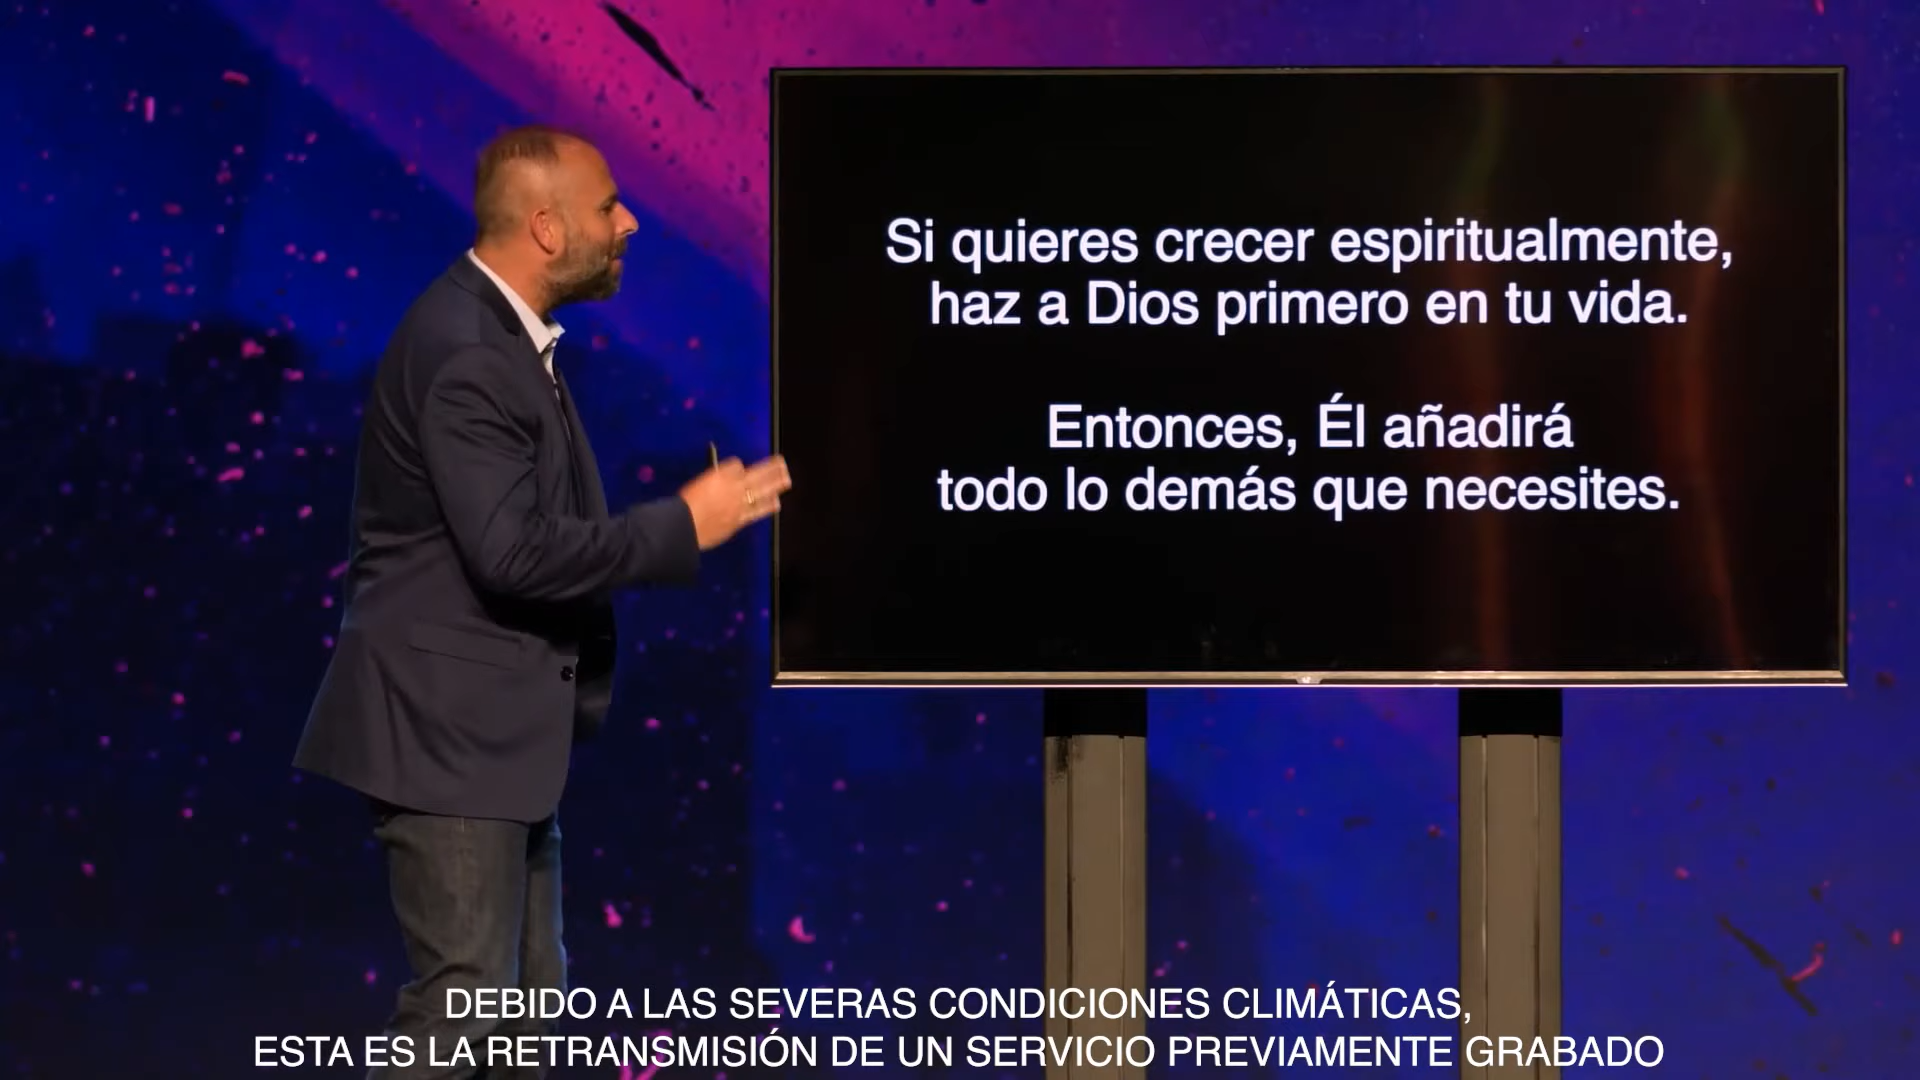 Si quieres crecer espiritualmente,
haz a Dios primero en tu vida.
Entonces, Él añadirá
todo lo demás que necesites.
DEBIDO A LAS SEVERAS CONDICIONES CLIMÁTICAS,
ESTA ES LA RETRANSMISIÓN DE UN SERVICIO PREVIAMENTE GRABADO